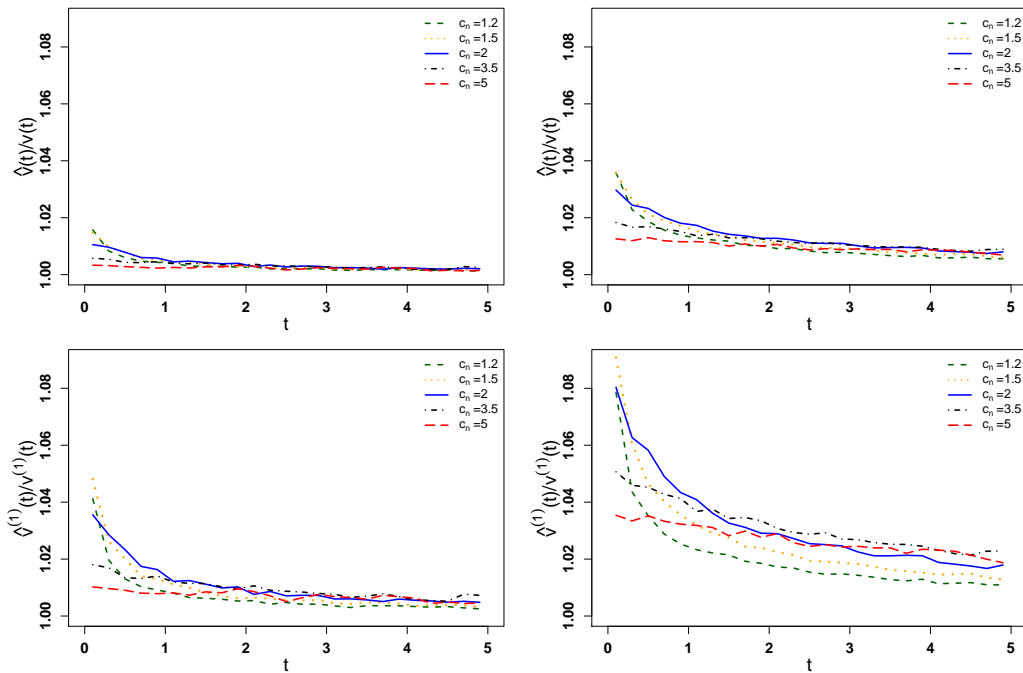 v̂(t)/v(t)
1.00 1.02 1.04 1.06 1.08
c_n =1.2
c_n =1.5
c_n =2
c_n =3.5
c_n =5
0 1 2 3 4 5
t
v̂(t)/v(t)
1.00 1.02 1.04 1.06 1.08
c_n =1.2
c_n =1.5
c_n =2
c_n =3.5
c_n =5
0 1 2 3 4 5
t
v̂^(1)(t)/v^(1)(t)
1.00 1.02 1.04 1.06 1.08
c_n =1.2
c_n =1.5
c_n =2
c_n =3.5
c_n =5
0 1 2 3 4 5
t
v̂^(1)(t)/v^(1)(t)
1.00 1.02 1.04 1.06 1.08
c_n =1.2
c_n =1.5
c_n =2
c_n =3.5
c_n =5
0 1 2 3 4 5
t